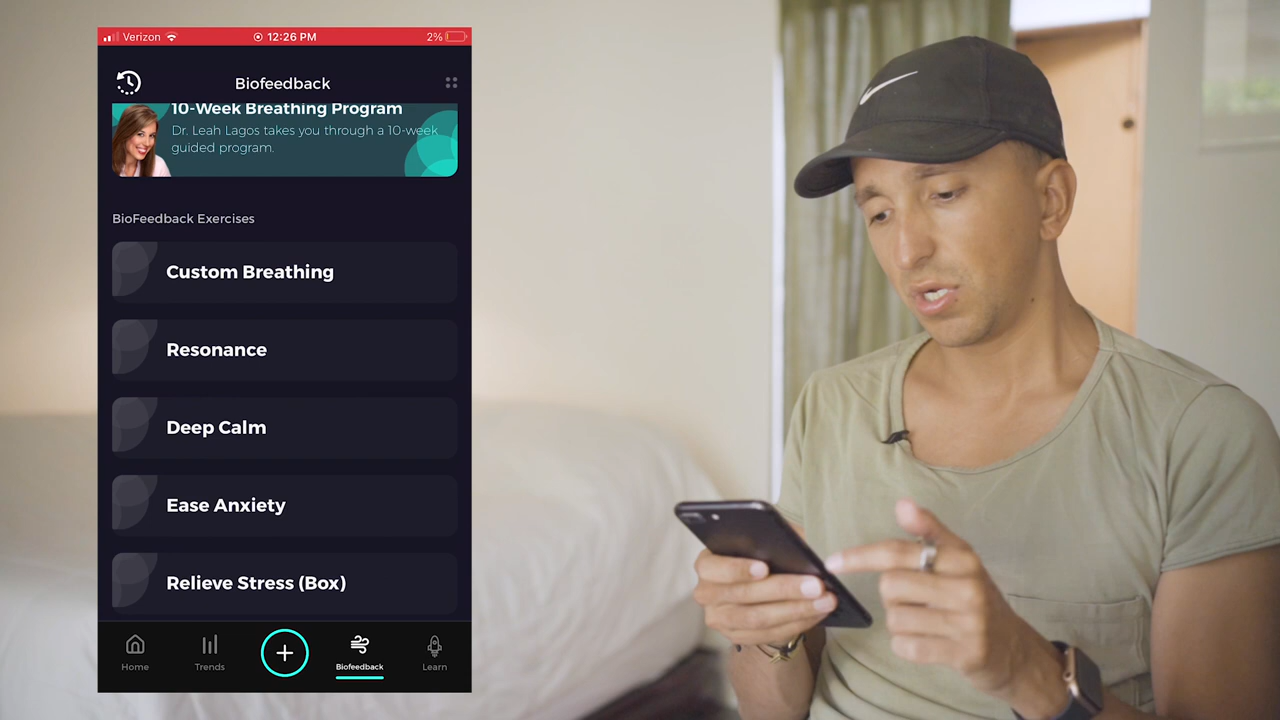 Verizon 12:26 PM 2%
Biofeedback
10-Week Breathing Program
Dr. Leah Lagos takes you through a 10-week
guided program.
BioFeedback Exercises
Custom Breathing
Resonance
Deep Calm
Ease Anxiety
Relieve Stress (Box)
Home Trends + Biofeedback Learn